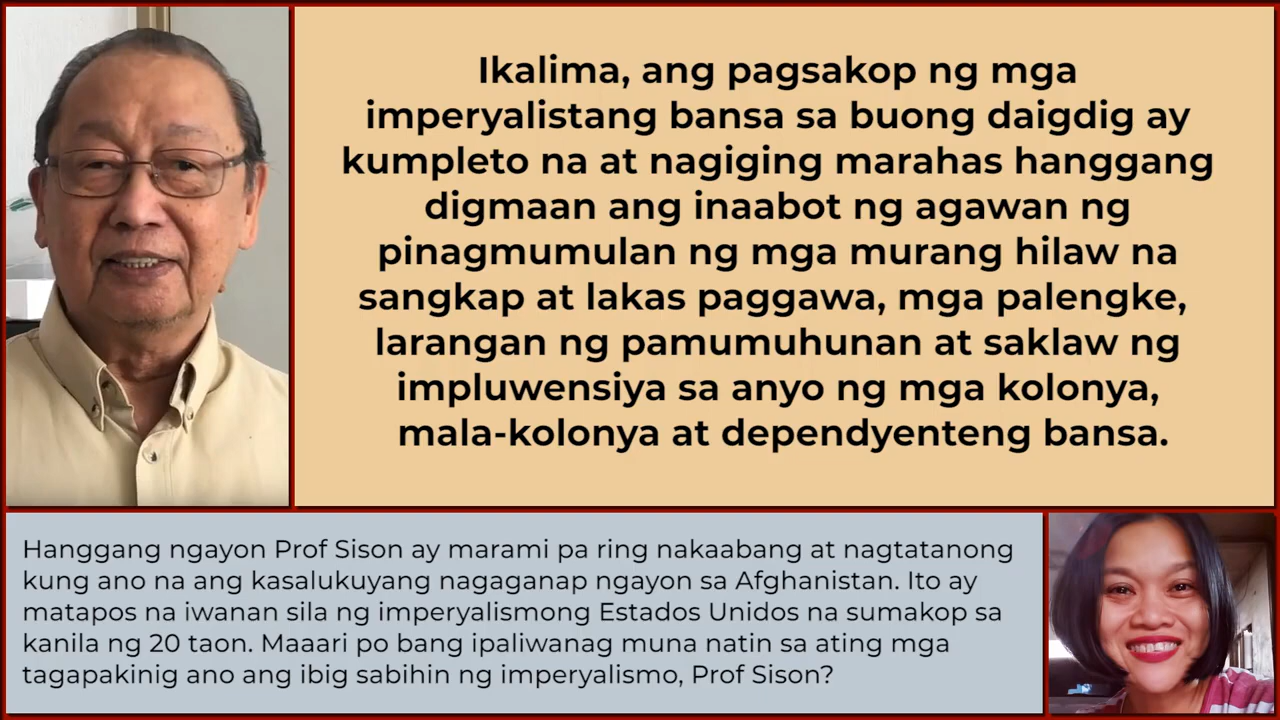 Ikalima, ang pagsakop ng mga
imperyalistang bansa sa buong daigdig ay
kumpleto na at nagiging marahas hanggang
digmaan ang inaabot ng agawan ng
pinagmumulan ng mga murang hilaw na
sangkap at lakas paggawa, mga palengke,
larangan ng pamumuhunan at saklaw ng
impluwensiya sa anyo ng mga kolonya,
mala-kolonya at dependyenteng bansa.
Hanggang ngayon Prof Sison ay marami pa ring nakaabang at nagtatanong
kung ano na ang kasalukuyang nagaganap ngayon sa Afghanistan. Ito ay
matapos na iwanan sila ng imperyalismong Estados Unidos na sumakop sa
kanila ng 20 taon. Maaari po bang ipaliwanag muna natin sa ating mga
tagapakinig ano ang ibig sabihin ng imperyalismo, Prof Sison?